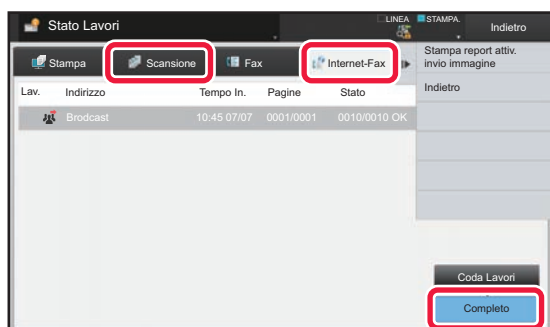 Stato Lavori
LINEA
STAMPA.
Indietro
Stampa
Scansione
Fax
Internet-Fax
Stampa report attiv.
invio immagine
Indietro
Lav. Indirizzo Tempo In. Pagine Stato
Brodcast 10:45 07/07 0001/0001 0010/0010 OK
Coda Lavori
Completo